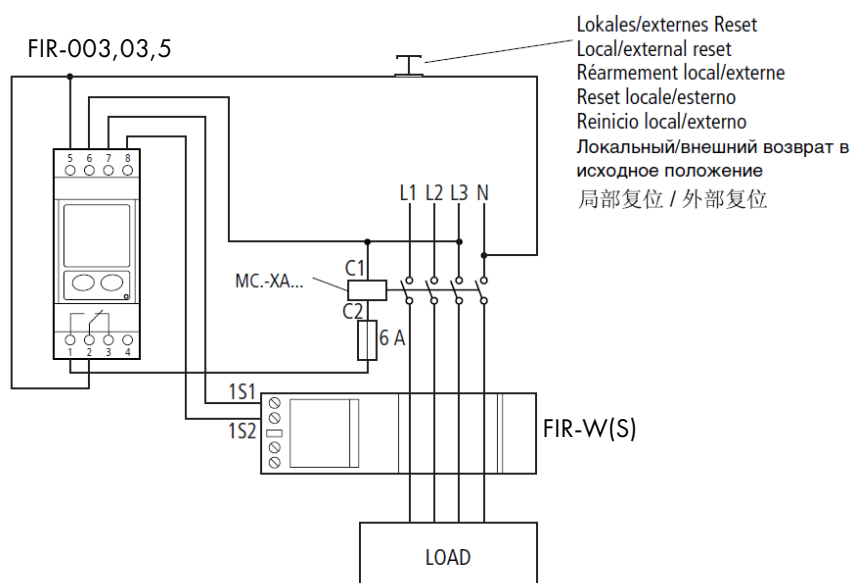 FIR-003,03,5
Lokales/externes Reset
Local/external reset
Réarmement local/externe
Reset locale/esterno
Reinicio local/externo
Локальный/внешний возврат в
исходное положение
局部复位 / 外部复位
5 6 7 8
L1 L2 L3 N
C1
MC.-XA...
C2
6 A
1 2 3 4
1S1
1S2
FIR-W(S)
LOAD